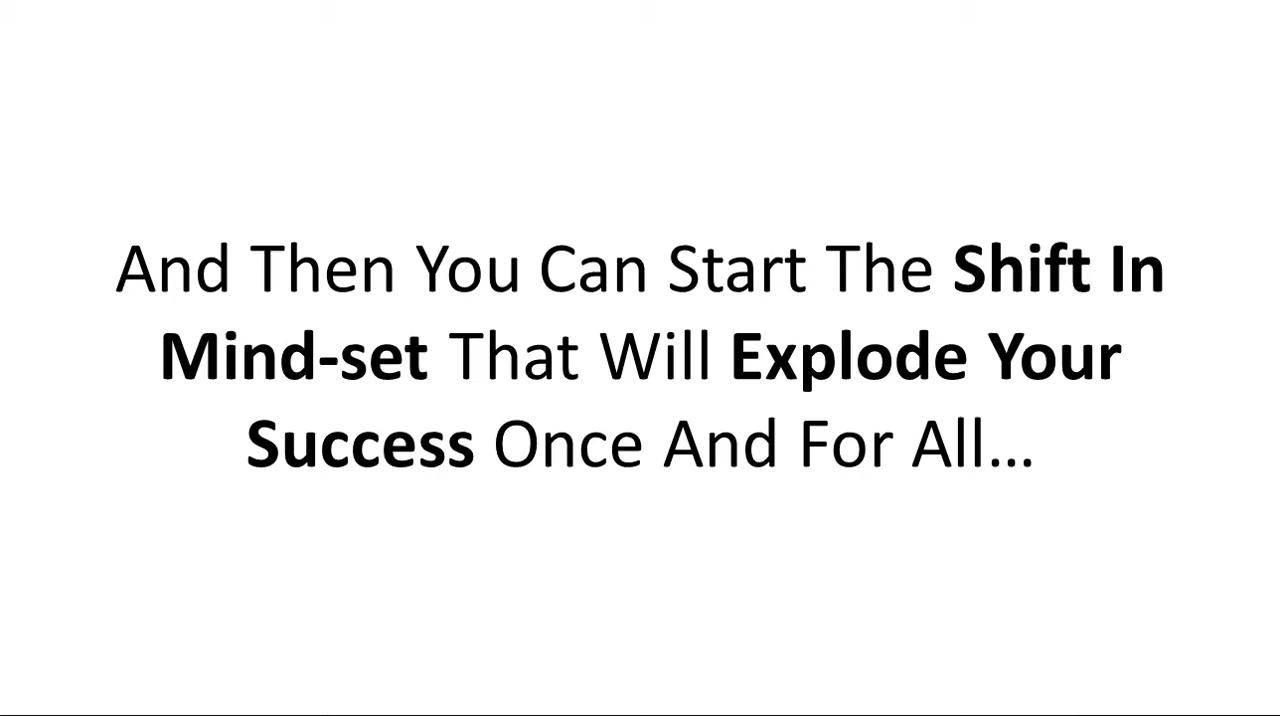 And Then You Can Start The Shift In
Mind-set That Will Explode Your
Success Once And For All...